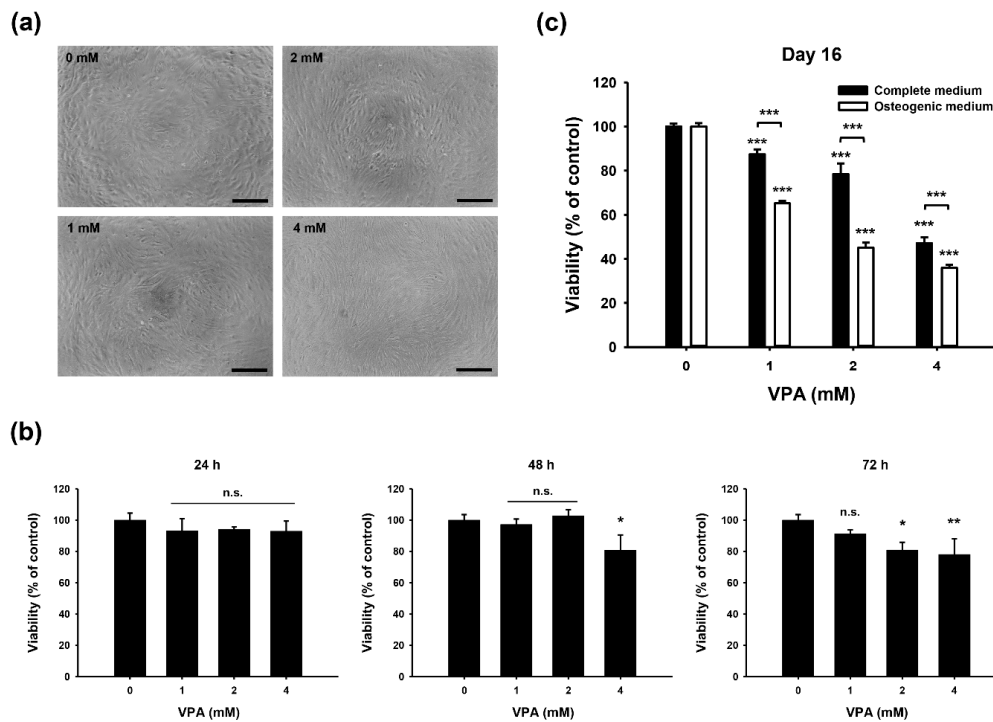 (a)
0 mM
2 mM
1 mM
4 mM
(c)
Day 16
Complete medium
Osteogenic medium
Viability (% of control)
120
100
80
60
40
20
0
***
***
***
***
***
***
***
***
***
0
1
2
4
VPA (mM)
(b)
24 h
Viability (% of control)
120
100
80
60
40
20
0
n.s.
0
1
2
4
VPA (mM)
48 h
Viability (% of control)
120
100
80
60
40
20
0
n.s.
*
0
1
2
4
VPA (mM)
72 h
Viability (% of control)
120
100
80
60
40
20
0
n.s.
*
**
0
1
2
4
VPA (mM)